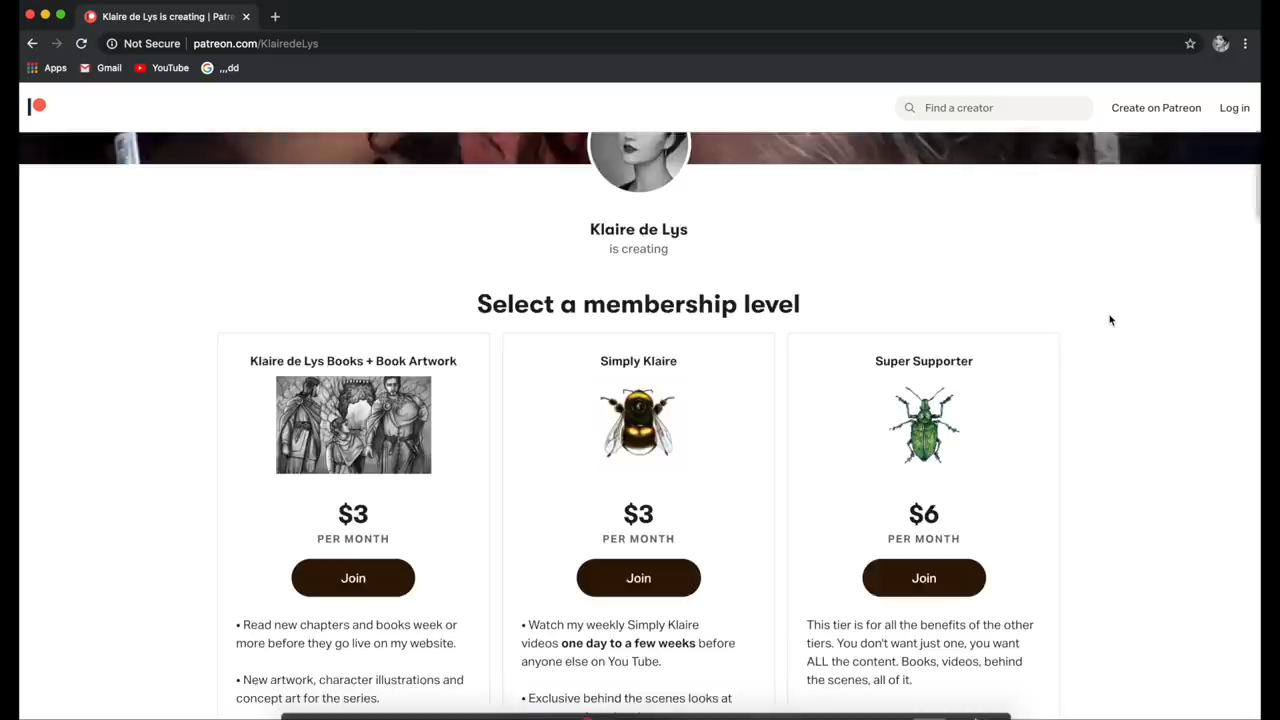 Klaire de Lys is creating | Patre
Not Secure | patreon.com/KlairedeLys
Apps Gmail YouTube ,,,dd
Find a creator Create on Patreon Log in
Klaire de Lys
is creating
Select a membership level
Klaire de Lys Books + Book Artwork
$3
PER MONTH
Join
• Read new chapters and books week or
more before they go live on my website.
• New artwork, character illustrations and
concept art for the series.
Simply Klaire
$3
PER MONTH
Join
• Watch my weekly Simply Klaire
videos one day to a few weeks before
anyone else on You Tube.
• Exclusive behind the scenes looks at
Super Supporter
$6
PER MONTH
Join
This tier is for all the benefits of the other
tiers. You don't want just one, you want
ALL the content. Books, videos, behind
the scenes, all of it.